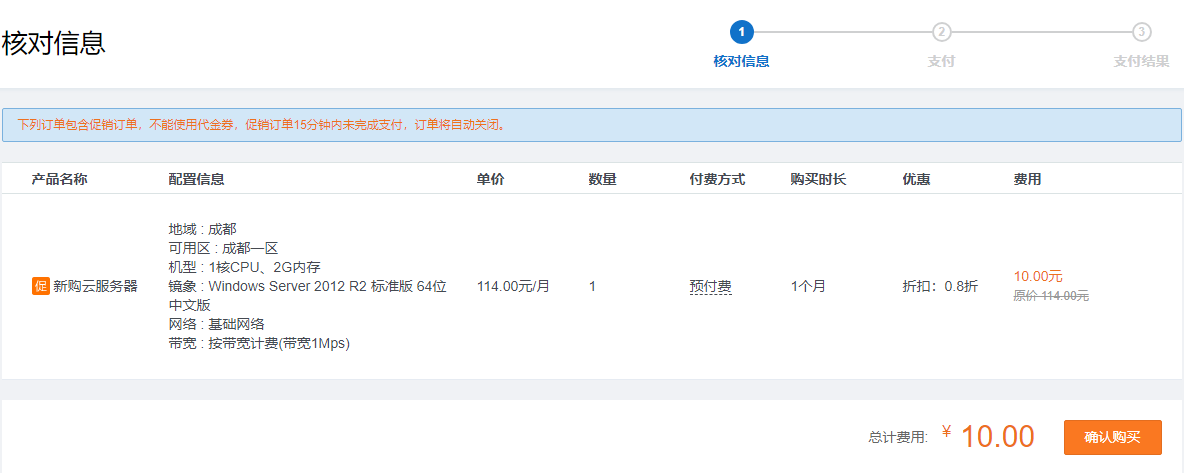 核对信息
1
2
3
核对信息
支付
支付结果
下列订单包含促销订单，不能使用代金券，促销订单15分钟内未完成支付，订单将自动关闭。
产品名称 配置信息 单价 数量 付费方式 购买时长 优惠 费用
促 新购云服务器
地域 : 成都
可用区 : 成都一区
机型 : 1核CPU、2G内存
镜象 : Windows Server 2012 R2 标准版 64位
中文版
网络 : 基础网络
带宽 : 按带宽计费(带宽1Mps)
114.00元/月
1
预付费
1个月
折扣：0.8折
10.00元
原价 114.00元
总计费用: ¥ 10.00
确认购买